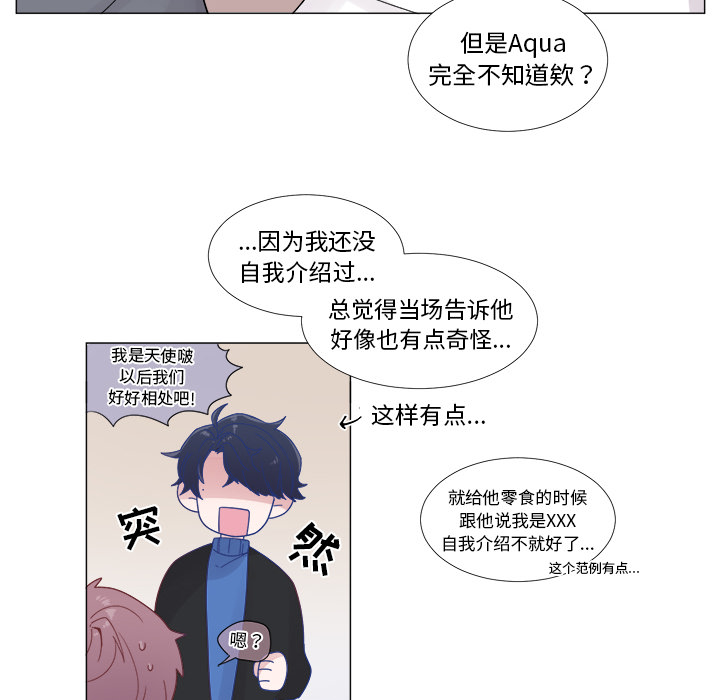 但是Aqua
完全不知道欸？
...因为我还没
自我介绍过...
总觉得当场告诉他
好像也有点奇怪...
我是天使啵
以后我们
好好相处吧!
这样有点...
突
然
就给他零食的时候
跟他说我是XXX
自我介绍不就好了...
这个范例有点...
嗯？